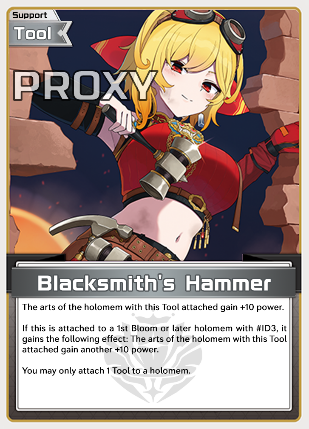 Support
Tool
PROXY
Blacksmith's Hammer
The arts of the holomem with this Tool attached gain +10 power.
If this is attached to a 1st Bloom or later holomem with #ID3, it
gains the following effect: The arts of the holomem with this Tool
attached gain another +10 power.
You may only attach 1 Tool to a holomem.